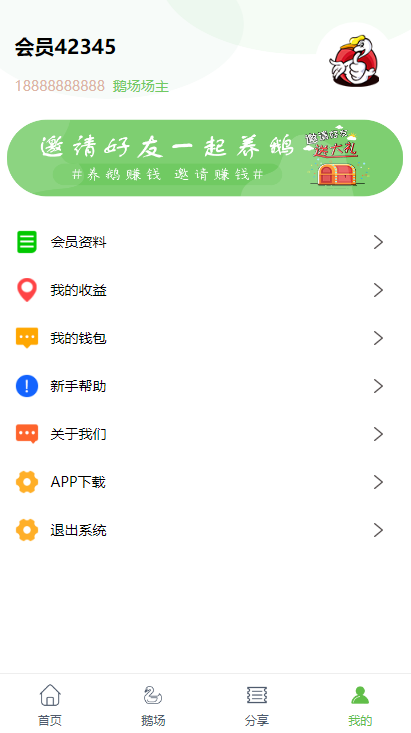 会员42345
18888888888 鹅场场主
邀请好友一起养鹅
邀请好友
送大礼
#养鹅赚钱 邀请赚钱#
会员资料
我的收益
我的钱包
新手帮助
关于我们
APP下载
退出系统
首页 鹅场 分享 我的